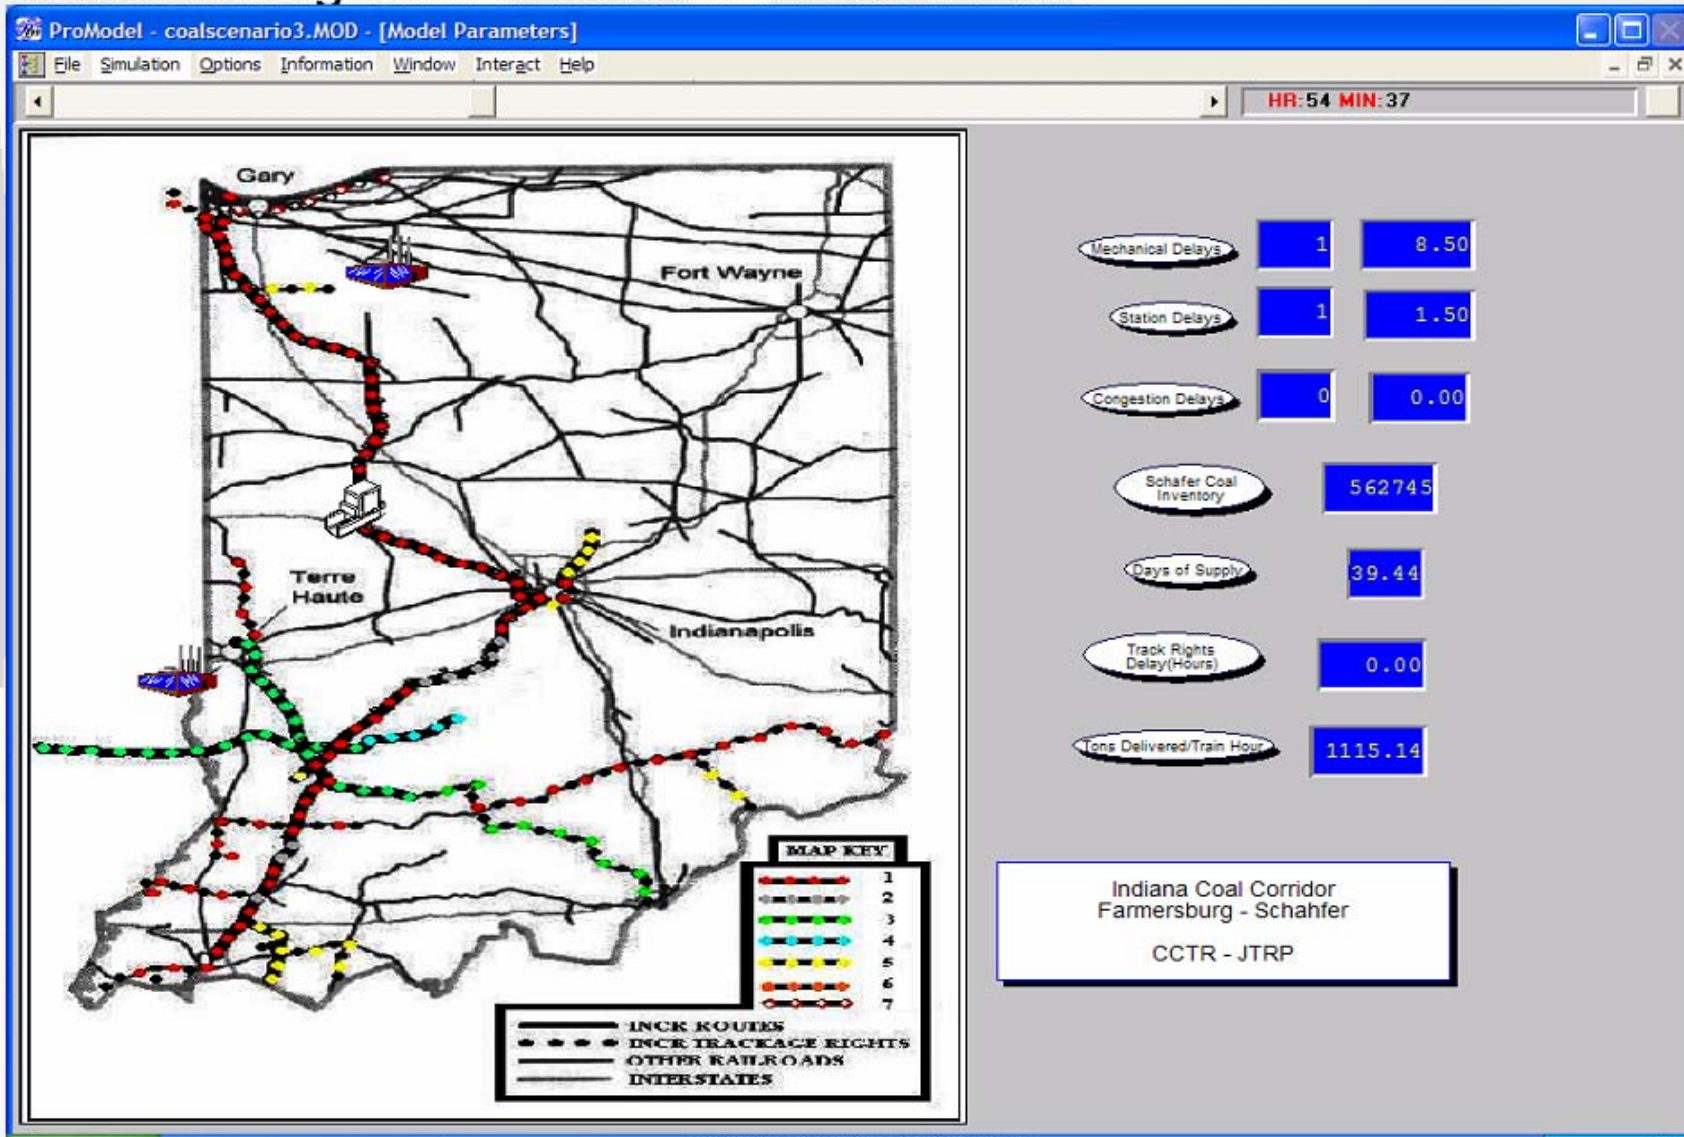 ProModel - coalscenario3.MOD - [Model Parameters]
File Simulation Options Information Window Interact Help
HR:54 MIN:37
Gary
Fort Wayne
Terre
Haute
Indianapolis
MAP KEY
1
2
3
4
5
6
7
INCR ROUTES
INCR TRACKAGE RIGHTS
OTHER RAILROADS
INTERSTATES
Mechanical Delays 1 8.50
Station Delays 1 1.50
Congestion Delays 0 0.00
Schafer Coal
Inventory
562745
Days of Supply 39.44
Track Rights
Delay(Hours)
0.00
Tons Delivered/Train Hour 1115.14
Indiana Coal Corridor
Farmersburg - Schahfer
CCTR - JTRP